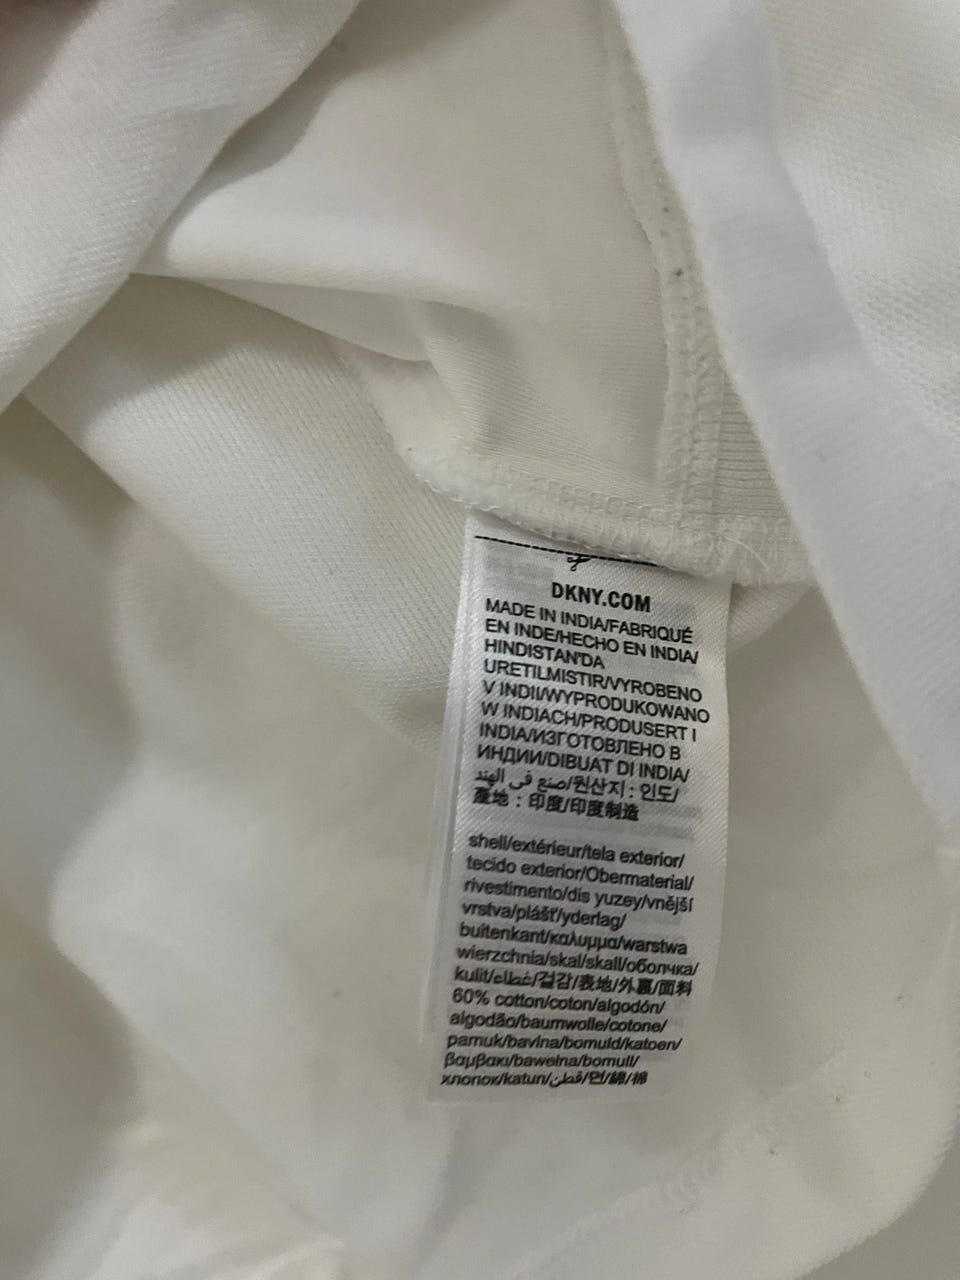 DKNY.COM
MADE IN INDIA/FABRIQUÉ
EN INDE/HECHO EN INDIA/
HINDISTAN'DA
URETILMISTIR/VYROBENO
V INDII/WYPRODUKOWANO
W INDIACH/PRODUSERT I
INDIA/ИЗГОТОВЛЕНО В
ИНДИИ/DIBUAT DI INDIA/
صنع في الهند/원산지 : 인도/
產地 : 印度/印度制造
shell/extérieur/tela exterior/
tecido exterior/Obermaterial/
rivestimento/dis yuzey/vnější
vrstva/plášť/yderlag/
buitenkant/καλυμμα/warstwa
wierzchnia/skal/skall/оболчка/
kulit/غطاء/겉감/表地/外裏/面料
60% cotton/coton/algodón/
algodão/baumwolle/cotone/
pamuk/bavlna/bomuld/katoen/
βαμβακι/bawełna/bomull/
хлопок/katun/قطن/면/綿/棉